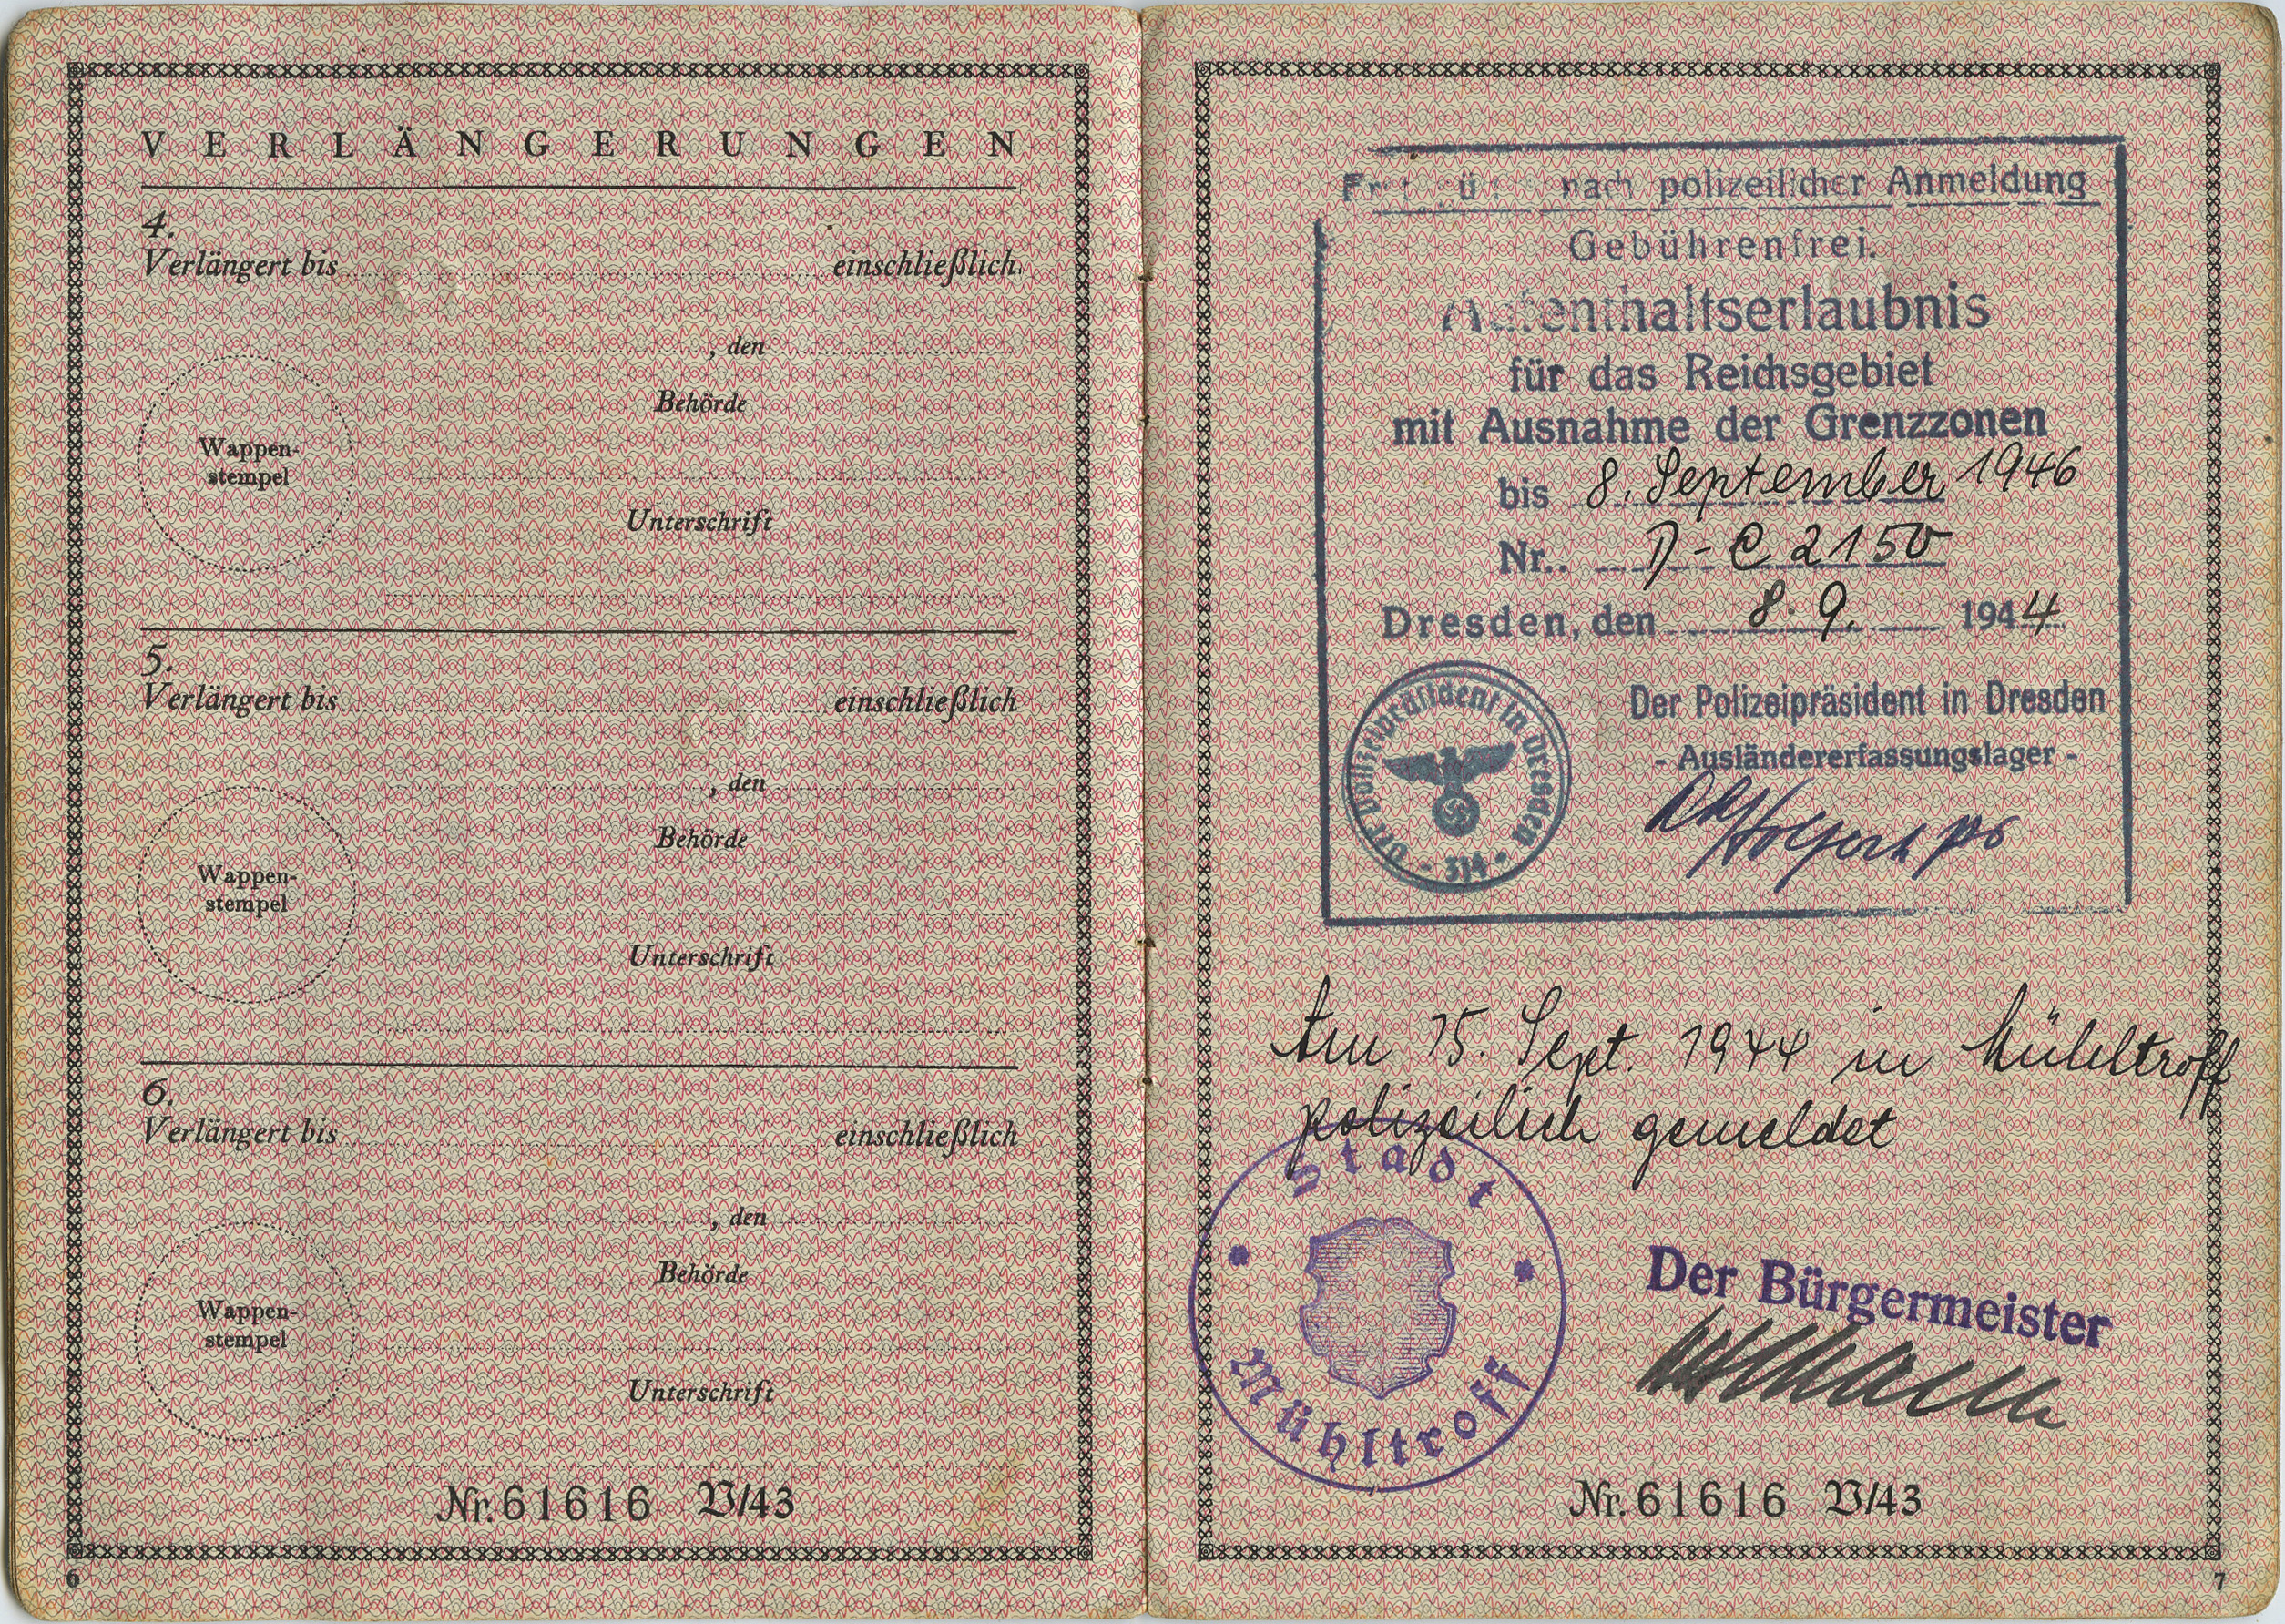 VERLÄNGERUNGEN
4.
Verlängert bis einschließlich
, den
Behörde
Wappen-
stempel
Unterschrift
5.
Verlängert bis einschließlich
, den
Behörde
Wappen-
stempel
Unterschrift
6.
Verlängert bis einschließlich
, den
Behörde
Wappen-
stempel
Unterschrift
Nr. 61616 V/43
6
nach polizeilicher Anmeldung
Gebührenfrei.
Aufenthaltserlaubnis
für das Reichsgebiet
mit Ausnahme der Grenzzonen
bis 8. September 1946
Nr.. D-C 2150
Dresden, den 8.9. 1944
Der Polizeipräsident in Dresden
- Ausländererfassungslager -
Der Polizeipräsident in Dresden
- 314 -
Am 15. Sept. 1944 in Mühltroff
polizeilich gemeldet
Stadt
Mühltroff
Der Bürgermeister
Nr. 61616 V/43
7